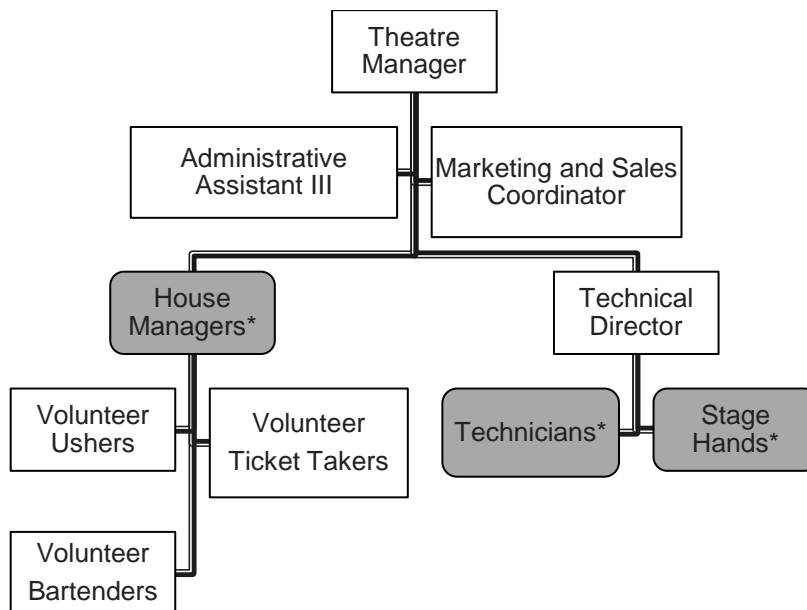 Theatre
Manager
Administrative
Assistant III
Marketing and Sales
Coordinator
House
Managers*
Technical
Director
Volunteer
Ushers
Volunteer
Ticket Takers
Technicians*
Stage
Hands*
Volunteer
Bartenders